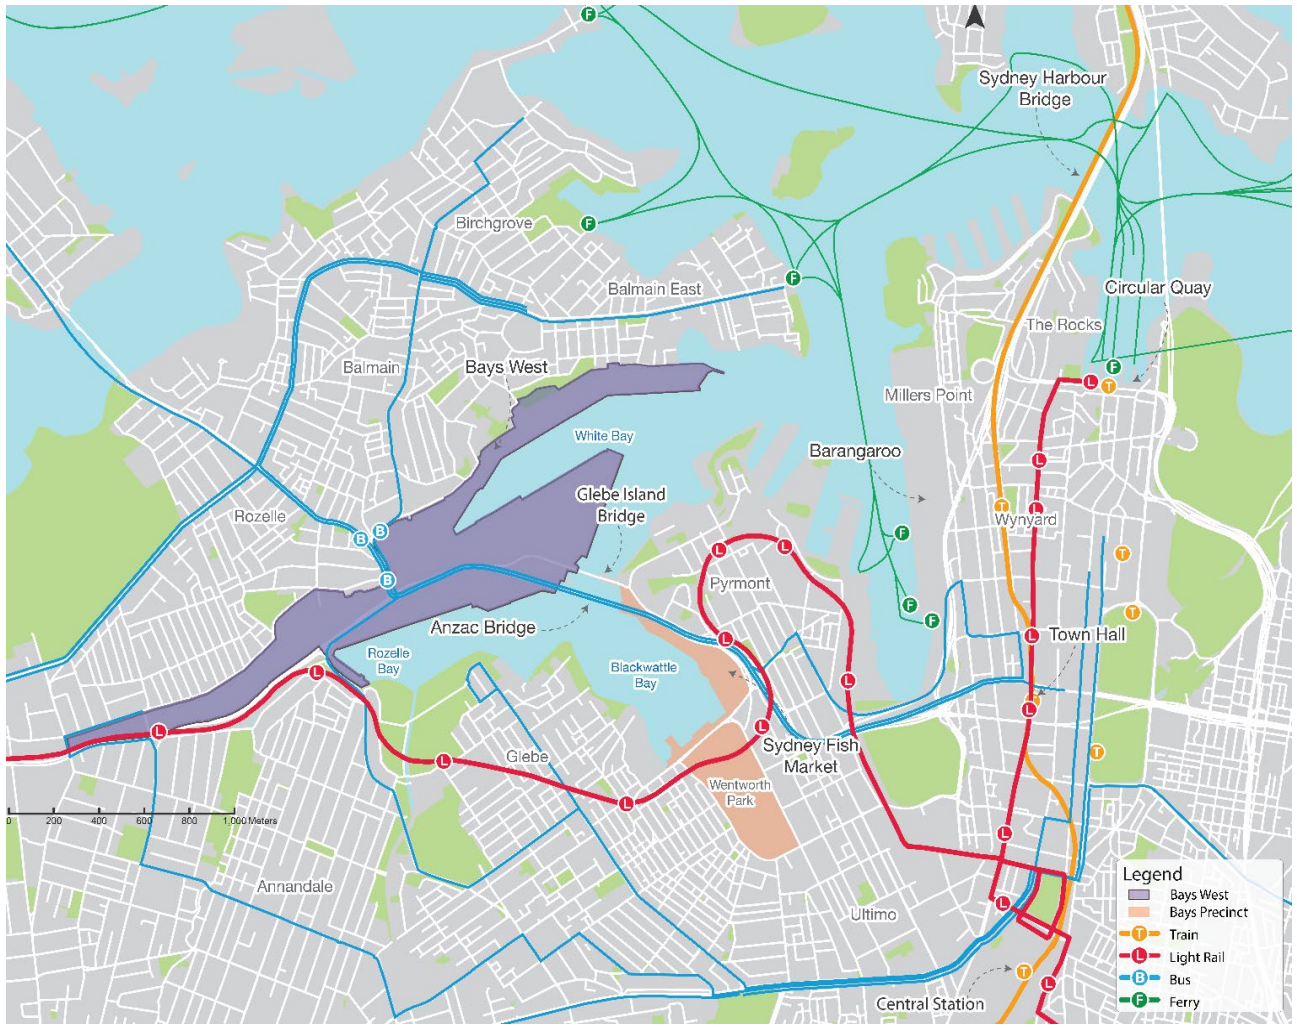 F
Sydney Harbour
Bridge
Birchgrove
F
F
Balmain East
Circular Quay
The Rocks
F
L
T
Balmain
Bays West
Millers Point
White Bay
Barangaroo
L
Glebe Island
Bridge
T
L
Wynyard
Rozelle
B
B
F
L
L
T
B
Pyrmont
F
F
T
Anzac Bridge
L
L
Town Hall
Rozelle
Bay
Blackwattle
Bay
L
L
T
L
L
L
Glebe
L
Sydney Fish
Market
T
Wentworth
Park
L
0 200 400 600 800 1,000 Meters
L
Annandale
Ultimo
L
T
L
Central Station
Legend
Bays West
Bays Precinct
T Train
L Light Rail
B Bus
F Ferry